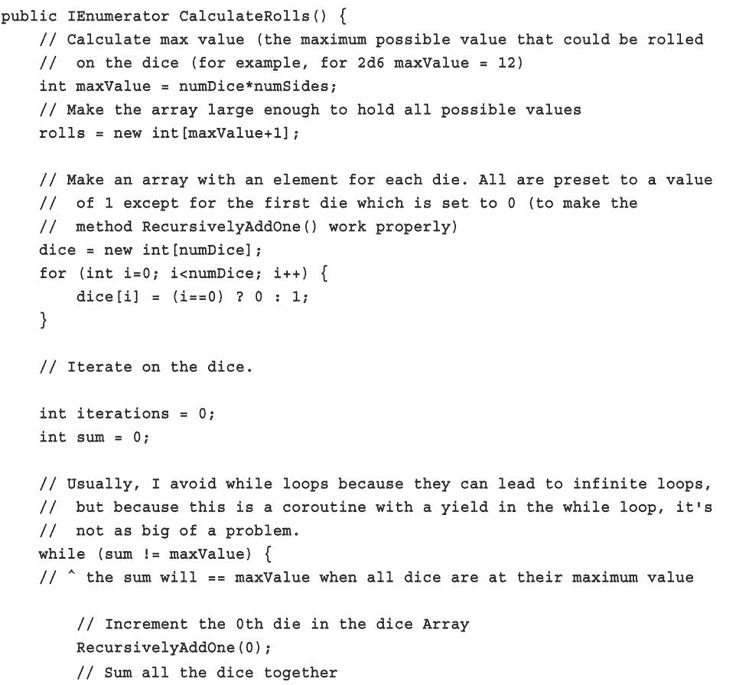 public IEnumerator CalculateRolls() {
    // Calculate max value (the maximum possible value that could be rolled
    //  on the dice (for example, for 2d6 maxValue = 12)
    int maxValue = numDice*numSides;
    // Make the array large enough to hold all possible values
    rolls = new int[maxValue+1];

    // Make an array with an element for each die. All are preset to a value
    //  of 1 except for the first die which is set to 0 (to make the
    //  method RecursivelyAddOne() work properly)
    dice = new int[numDice];
    for (int i=0; i<numDice; i++) {
        dice[i] = (i==0) ? 0 : 1;
    }

    // Iterate on the dice.

    int iterations = 0;
    int sum = 0;

    // Usually, I avoid while loops because they can lead to infinite loops,
    //  but because this is a coroutine with a yield in the while loop, it's
    //  not as big of a problem.
    while (sum != maxValue) {
    // ^ the sum will == maxValue when all dice are at their maximum value

        // Increment the 0th die in the dice Array
        RecursivelyAddOne(0);
        // Sum all the dice together